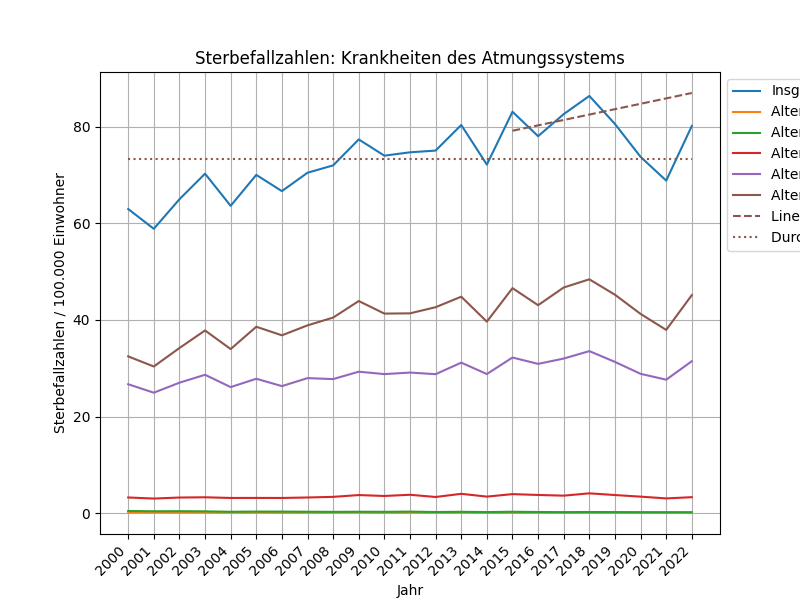 Sterbefallzahlen: Krankheiten des Atmungssystems
Sterbefallzahlen / 100.000 Einwohner
80
60
40
20
0
2000
2001
2002
2003
2004
2005
2006
2007
2008
2009
2010
2011
2012
2013
2014
2015
2016
2017
2018
2019
2020
2021
2022
Jahr
Insg
Alter
Alter
Alter
Alter
Alter
Line
Durc